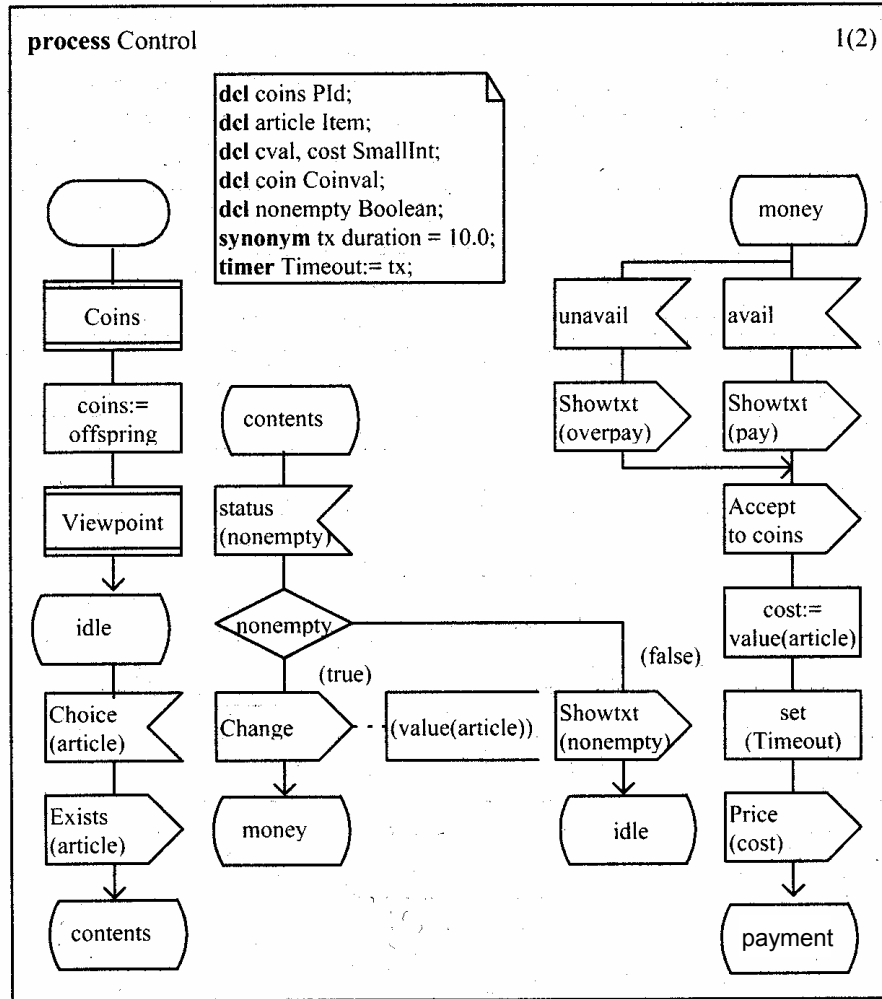 process Control
1(2)
dcl coins PId;
dcl article Item;
dcl cval, cost SmallInt;
dcl coin Coinval;
dcl nonempty Boolean;
synonym tx duration = 10.0;
timer Timeout:= tx;
Coins
coins:=
offspring
Viewpoint
idle
Choice
(article)
Exists
(article)
contents
contents
status
(nonempty)
nonempty
(true)
(false)
Change
(value(article))
Showtxt
(nonempty)
money
idle
money
unavail
avail
Showtxt
(overpay)
Showtxt
(pay)
Accept
to coins
cost:=
value(article)
set
(Timeout)
Price
(cost)
payment